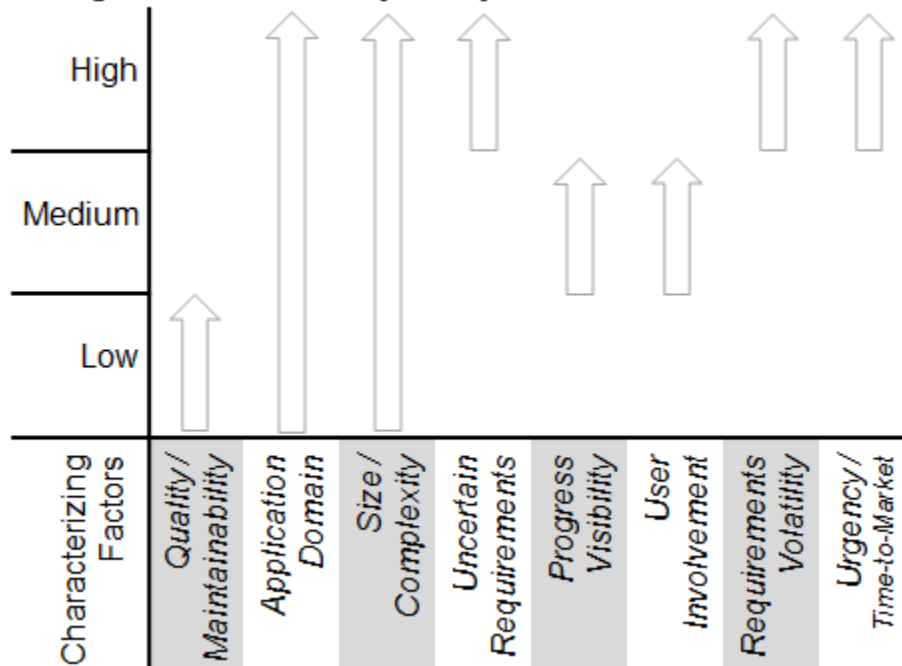 High
Medium
Low
Characterizing
Factors
Quality /
Maintainability
Application
Domain
Size /
Complexity
Uncertain
Requirements
Progress
Visibility
User
Involvement
Requirements
Volatility
Urgency /
Time-to-Market